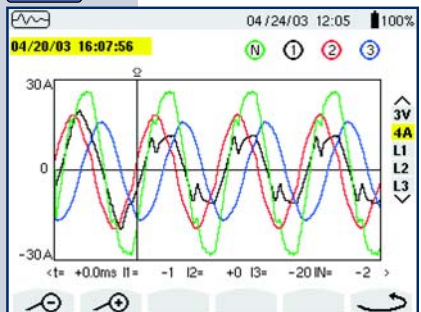 04/24/03 12:05 100%
04/20/03 16:07:56 N 1 2 3
30A
3V
4A
0
L1
L2
L3
-30A
<t= +0.0ms I1= -1 I2= +0 I3= -20 IN= -2 >